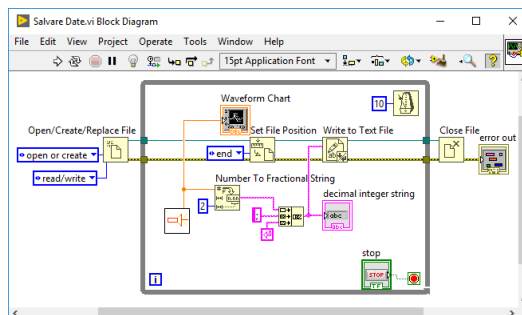 Salvare Date.vi Block Diagram
File Edit View Project Operate Tools Window Help
15pt Application Font
Waveform Chart
10
Open/Create/Replace File
Set File Position
Write to Text File
Close File
error out
open or create
end
read/write
Number To Fractional String
decimal integer string
2
abc
stop
STOP
TF
i